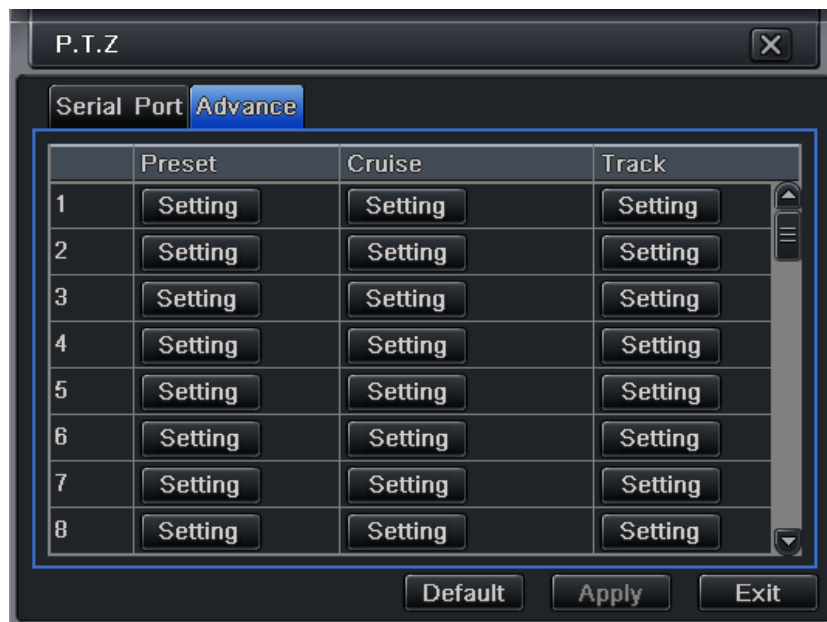 P.T.Z
Serial Port Advance
Preset Cruise Track
1 Setting Setting Setting
2 Setting Setting Setting
3 Setting Setting Setting
4 Setting Setting Setting
5 Setting Setting Setting
6 Setting Setting Setting
7 Setting Setting Setting
8 Setting Setting Setting
Default Apply Exit